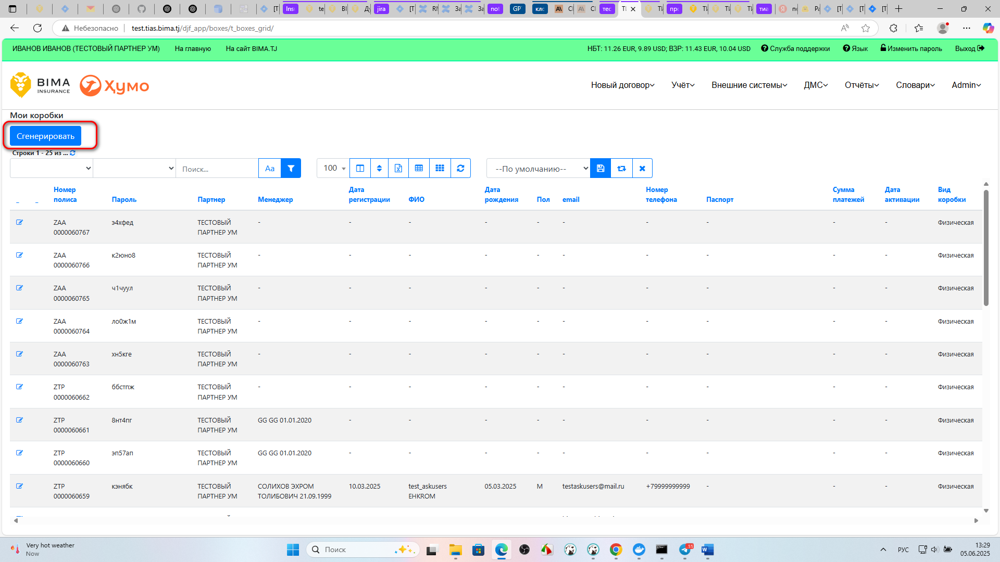 Небезопасно test.tias.bima.tj/djf_app/boxes/t_boxes_grid/
ИВАНОВ ИВАНОВ (ТЕСТОВЫЙ ПАРТНЕР УМ) На главную На сайт BIMA.TJ НБТ: 11.26 EUR, 9.89 USD; ВЗР: 11.43 EUR, 10.04 USD Служба поддержки Язык Изменить пароль Выход
BIMA INSURANCE Ҳумо Новый договор Учёт Внешние системы ДМС Отчёты Словари Admin
Мои коробки
Сгенерировать
Строки 1 - 25 из ...
Поиск... Aa 100 --По умолчанию--
Номер полиса Пароль Партнер Менеджер Дата регистрации ФИО Дата рождения Пол email Номер телефона Паспорт Сумма платежей Дата активации Вид коробки
ZAA 0000060767 э4хфед ТЕСТОВЫЙ ПАРТНЕР УМ - - - - - - - - - - Физическая
ZAA 0000060766 к2юно8 ТЕСТОВЫЙ ПАРТНЕР УМ - - - - - - - - - - Физическая
ZAA 0000060765 ч1чуул ТЕСТОВЫЙ ПАРТНЕР УМ - - - - - - - - - - Физическая
ZAA 0000060764 ло0ж1м ТЕСТОВЫЙ ПАРТНЕР УМ - - - - - - - - - - Физическая
ZAA 0000060763 хн5кге ТЕСТОВЫЙ ПАРТНЕР УМ - - - - - - - - - - Физическая
ZTP 0000060662 ббстпж ТЕСТОВЫЙ ПАРТНЕР УМ - - - - - - - - - - Физическая
ZTP 0000060661 8нт4пг ТЕСТОВЫЙ ПАРТНЕР УМ GG GG 01.01.2020 - - - - - - - - - Физическая
ZTP 0000060660 эп57ап ТЕСТОВЫЙ ПАРТНЕР УМ GG GG 01.01.2020 - - - - - - - - - Физическая
ZTP 0000060659 кэнябк ТЕСТОВЫЙ ПАРТНЕР УМ СОЛИХОВ ЭХРОМ ТОЛИБОВИЧ 21.09.1999 10.03.2025 test_askusers EHKROM 05.03.2025 М testaskusers@mail.ru +79999999999 - - - Физическая
Very hot weather
Now
Поиск
55
РУС
13:29
05.06.2025